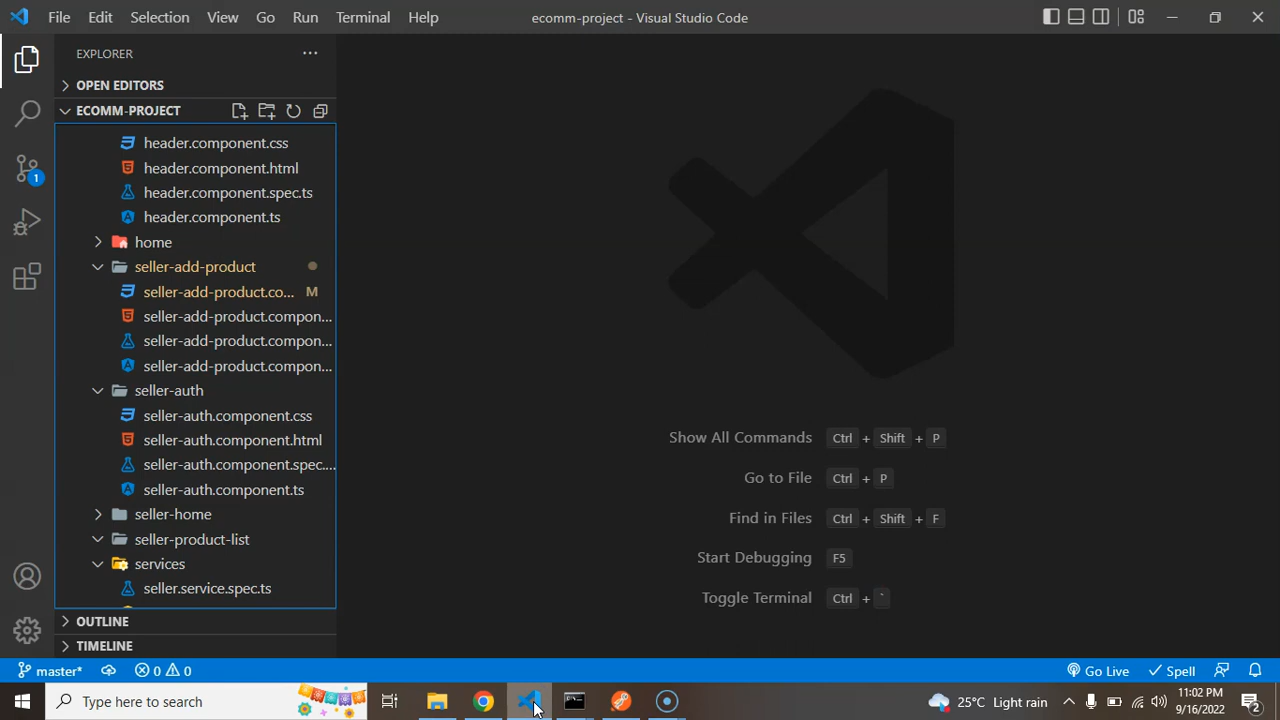 File Edit Selection View Go Run Terminal Help ecomm-project - Visual Studio Code
EXPLORER
OPEN EDITORS
ECOMM-PROJECT
header.component.css
header.component.html
header.component.spec.ts
header.component.ts
home
seller-add-product
seller-add-product.co... M
seller-add-product.compon...
seller-add-product.compon...
seller-add-product.compon...
seller-auth
seller-auth.component.css
seller-auth.component.html
seller-auth.component.spec....
seller-auth.component.ts
seller-home
seller-product-list
services
seller.service.spec.ts
OUTLINE
TIMELINE
1
Show All Commands Ctrl + Shift + P
Go to File Ctrl + P
Find in Files Ctrl + Shift + F
Start Debugging F5
Toggle Terminal Ctrl + `
master* 0 0 Go Live Spell
Type here to search 25°C Light rain 11:02 PM
9/16/2022 2